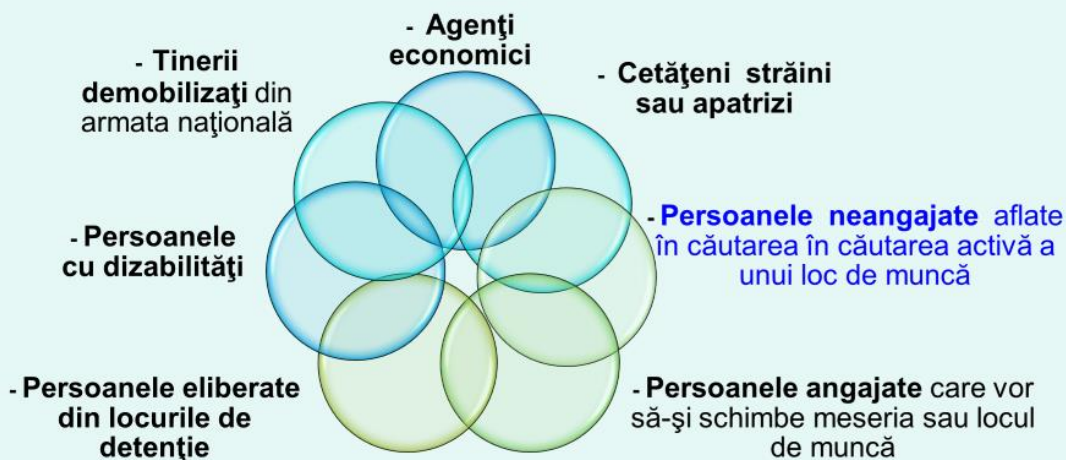 - Agenţi
economici
- Tinerii
demobilizaţi din
armata naţională
- Cetăţeni străini
sau apatrizi
- Persoanele
cu dizabilităţi
- Persoanele neangajate aflate
în căutarea în căutarea activă a
unui loc de muncă
- Persoanele eliberate
din locurile de
detenţie
- Persoanele angajate care vor
să-şi schimbe meseria sau locul
de muncă